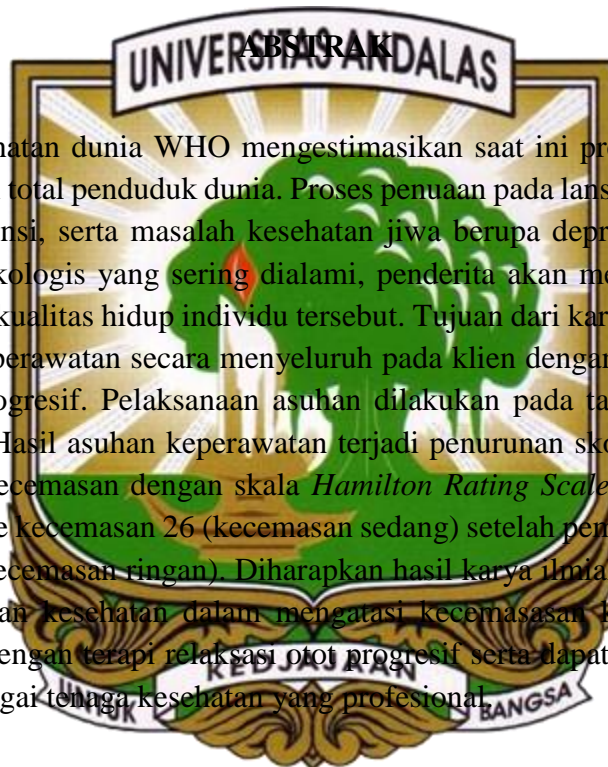 ABSTRAK
UNIVERSITAS ANDALAS
hatan dunia WHO mengestimasikan saat ini pr
total penduduk dunia. Proses penuaan pada lans
nsi, serta masalah kesehatan jiwa berupa depr
kologis yang sering dialami, penderita akan me
kualitas hidup individu tersebut. Tujuan dari kar
perawatan secara menyeluruh pada klien dengan
ogresif. Pelaksanaan asuhan dilakukan pada ta
Hasil asuhan keperawatan terjadi penurunan sko
ecemasan dengan skala Hamilton Rating Scale
e kecemasan 26 (kecemasan sedang) setelah pen
ecemasan ringan). Diharapkan hasil karya ilmia
an kesehatan dalam mengatasi kecemasasan
dengan terapi relaksasi otot progresif serta dapat
gai tenaga kesehatan yang profesional.
UNTUK KEDJAJAAN BANGSA